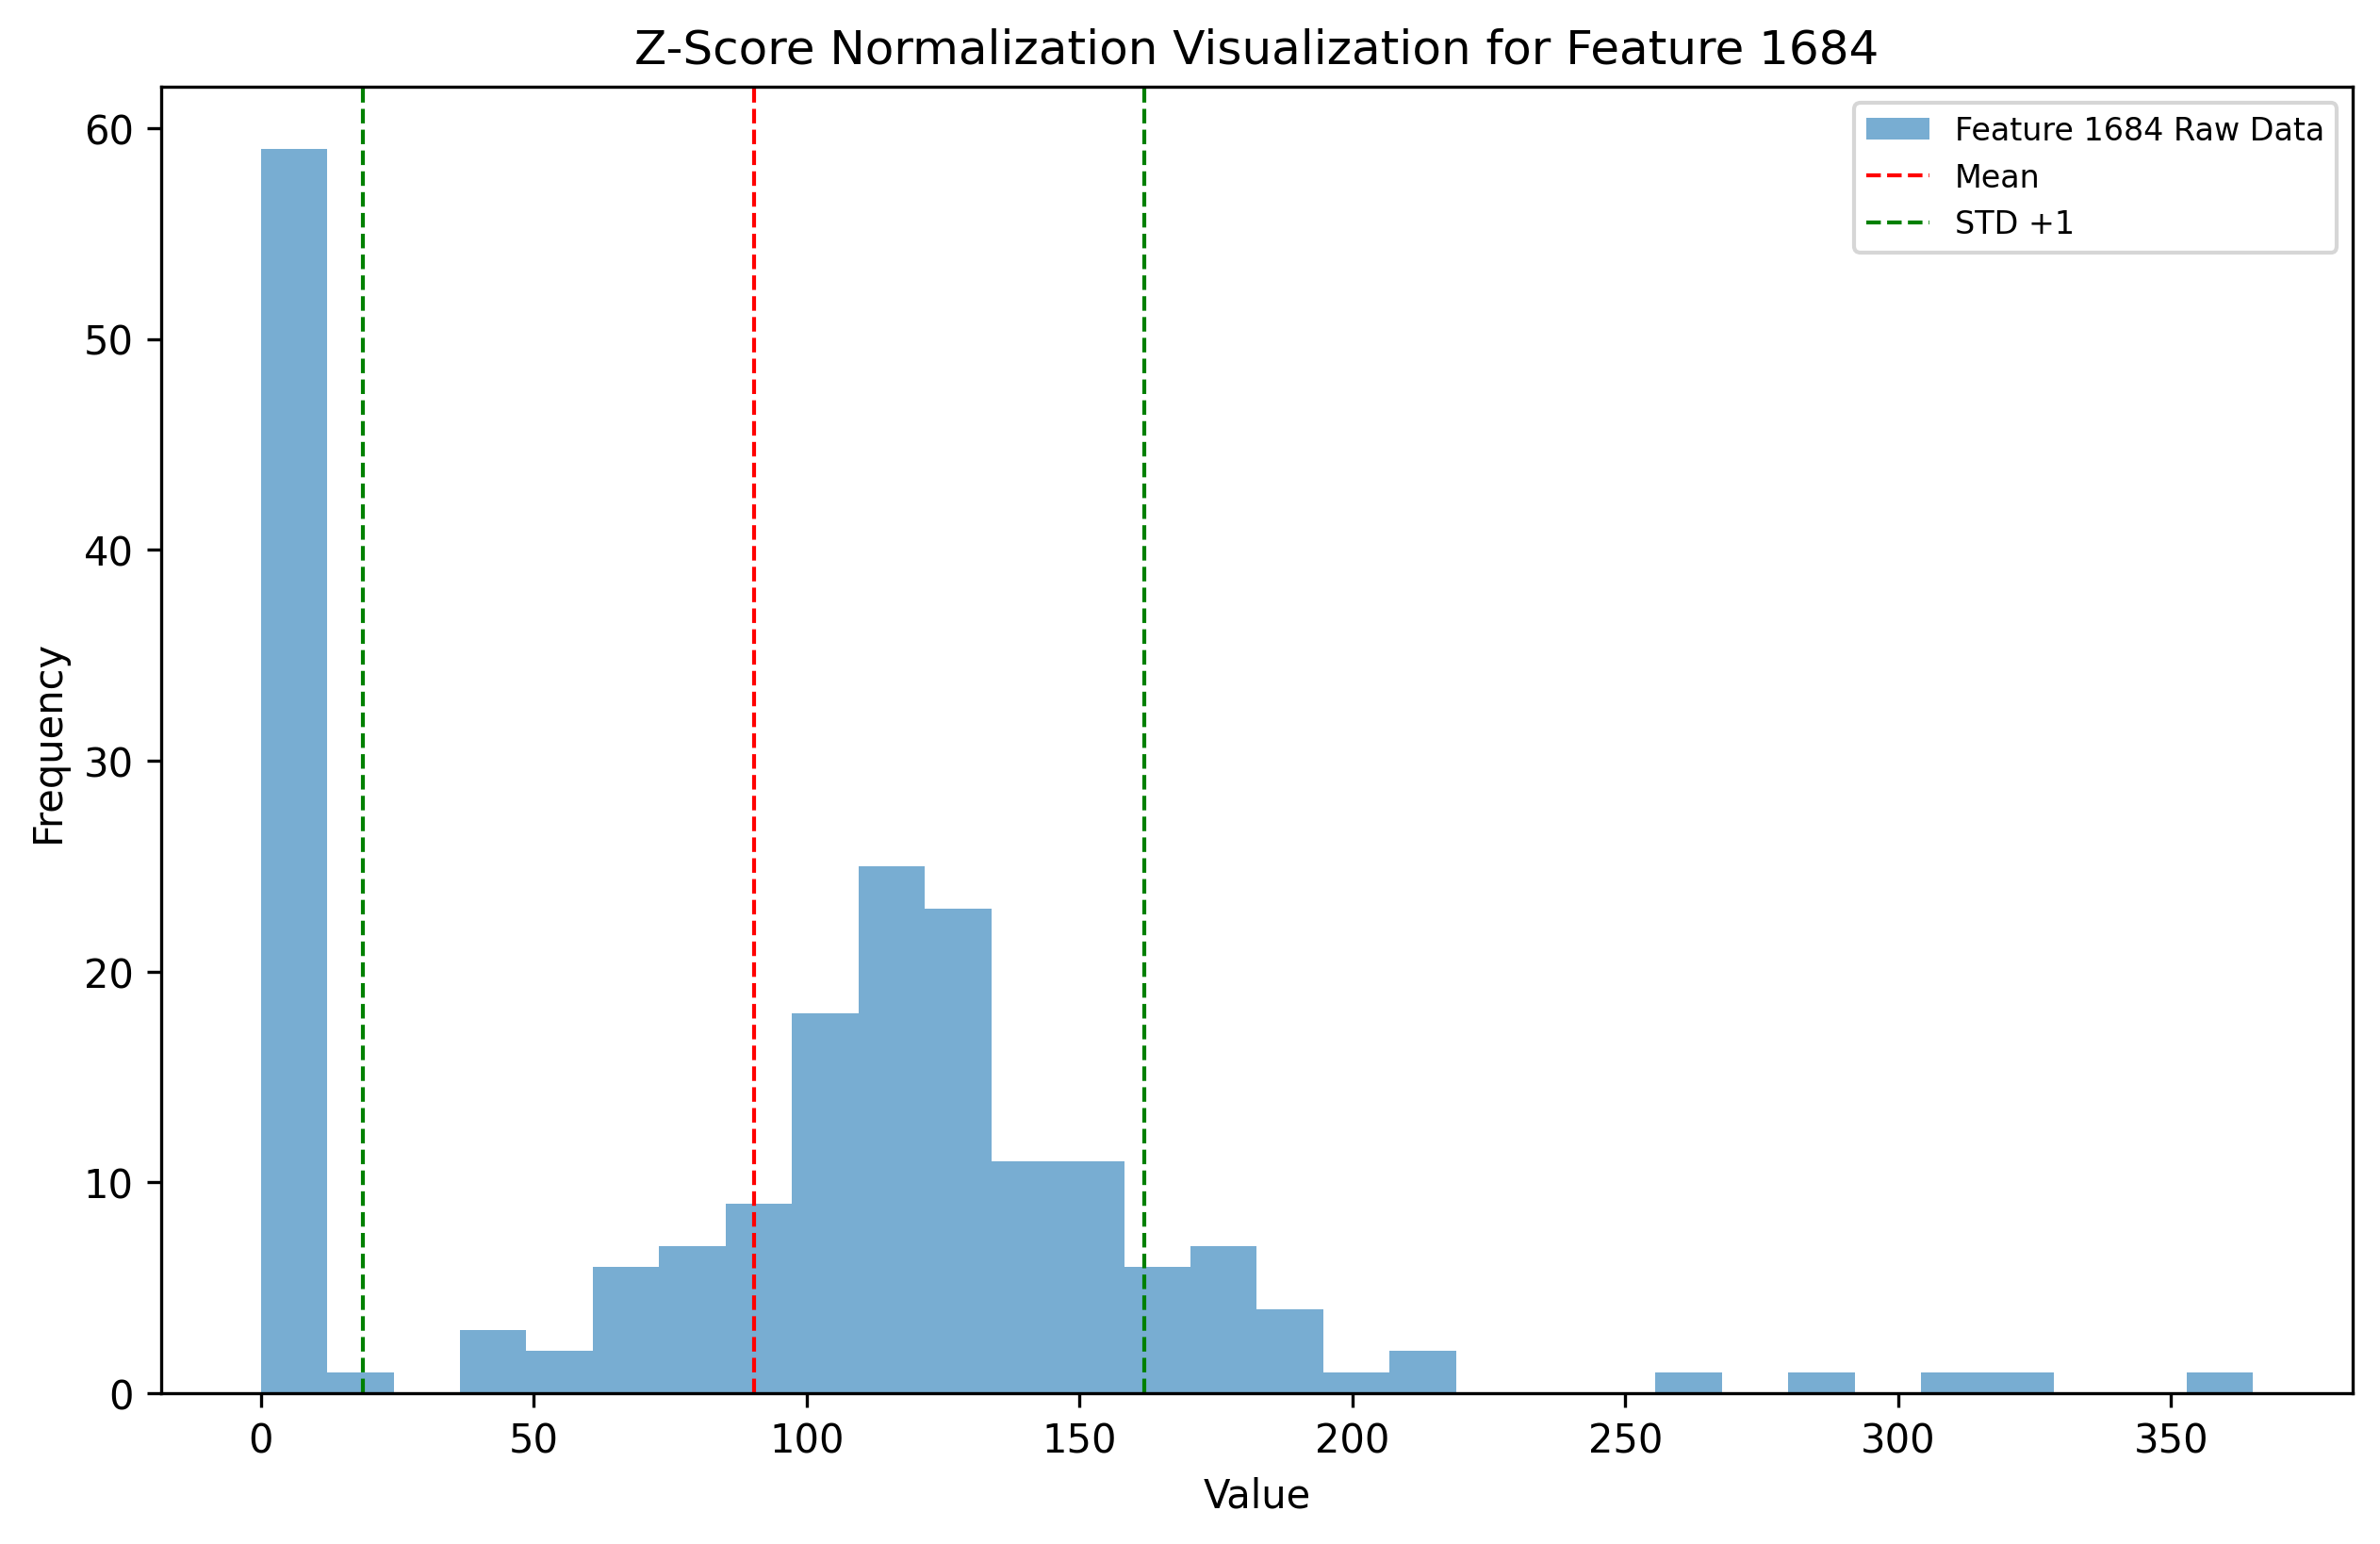 Z-Score Normalization Visualization for Feature 1684
Feature 1684 Raw Data
Mean
STD +1
60
50
40
30
20
10
0
Frequency
0 50 100 150 200 250 300 350
Value